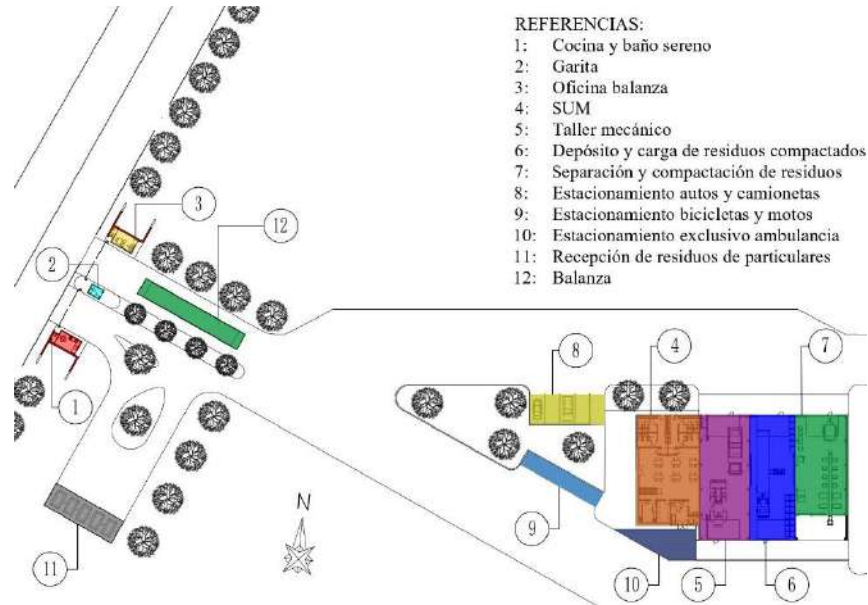 REFERENCIAS:
1: Cocina y baño sereno
2: Garita
3: Oficina balanza
4: SUM
5: Taller mecánico
6: Depósito y carga de residuos compactados
7: Separación y compactación de residuos
8: Estacionamiento autos y camionetas
9: Estacionamiento bicicletas y motos
10: Estacionamiento exclusivo ambulancia
11: Recepción de residuos de particulares
12: Balanza
3
12
2
1
8
4
7
N
9
11
10
5
6